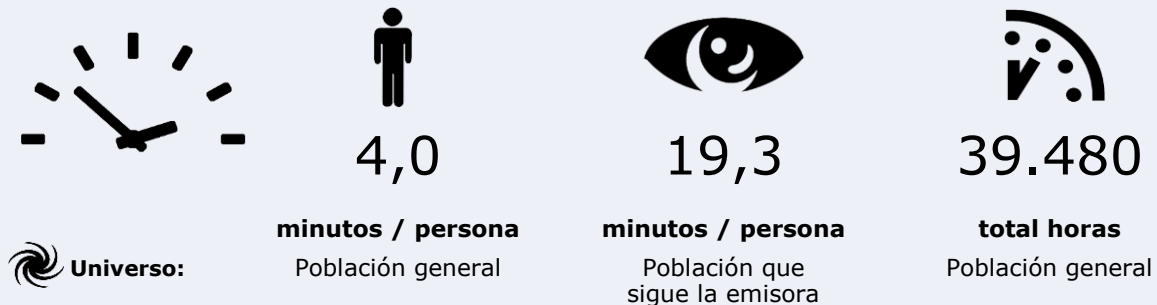 4,0
19,3
39.480
minutos / persona
minutos / persona
total horas
Universo:
Población general
Población que
sigue la emisora
Población general